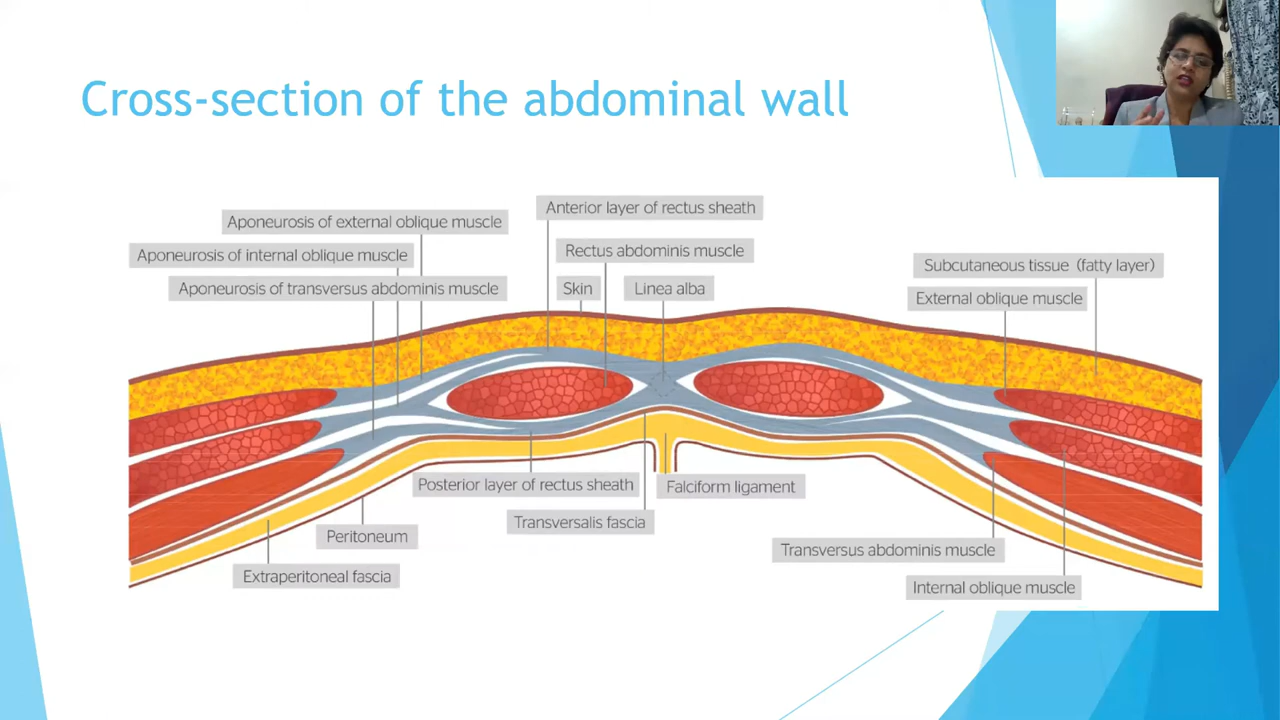 Cross-section of the abdominal wall
Anterior layer of rectus sheath
Aponeurosis of external oblique muscle
Rectus abdominis muscle
Aponeurosis of internal oblique muscle
Subcutaneous tissue (fatty layer)
Aponeurosis of transversus abdominis muscle
Skin
Linea alba
External oblique muscle
Posterior layer of rectus sheath
Falciform ligament
Transversalis fascia
Peritoneum
Transversus abdominis muscle
Extraperitoneal fascia
Internal oblique muscle